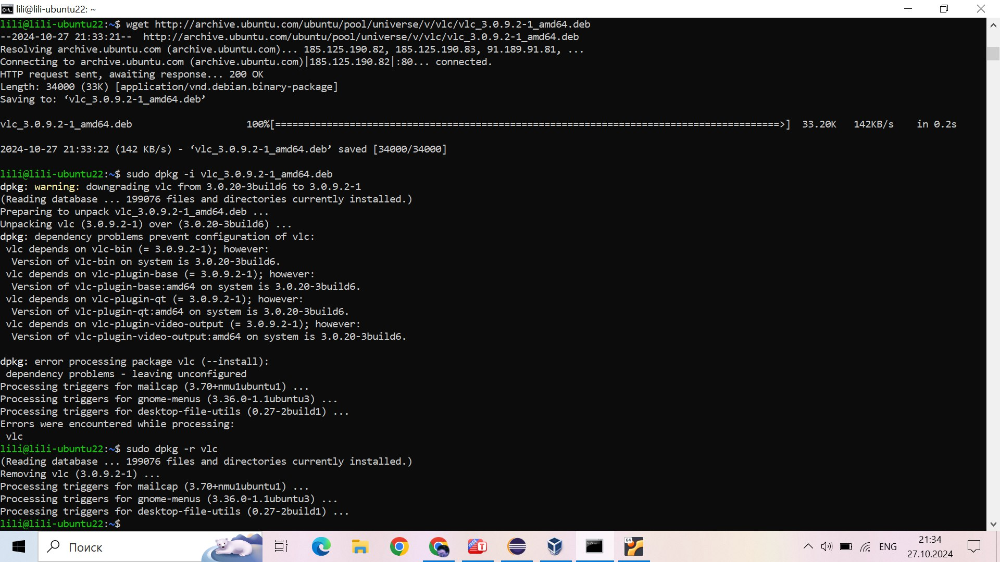 lili@lili-ubuntu22: ~
lili@lili-ubuntu22:~$ wget http://archive.ubuntu.com/ubuntu/pool/universe/v/vlc/vlc_3.0.9.2-1_amd64.deb
--2024-10-27 21:33:21--  http://archive.ubuntu.com/ubuntu/pool/universe/v/vlc/vlc_3.0.9.2-1_amd64.deb
Resolving archive.ubuntu.com (archive.ubuntu.com)... 185.125.190.82, 185.125.190.83, 91.189.91.81, ...
Connecting to archive.ubuntu.com (archive.ubuntu.com)|185.125.190.82|:80... connected.
HTTP request sent, awaiting response... 200 OK
Length: 34000 (33K) [application/vnd.debian.binary-package]
Saving to: ‘vlc_3.0.9.2-1_amd64.deb’
vlc_3.0.9.2-1_amd64.deb 100%[========================================================================================>] 33.20K 142KB/s in 0.2s
2024-10-27 21:33:22 (142 KB/s) - ‘vlc_3.0.9.2-1_amd64.deb’ saved [34000/34000]
lili@lili-ubuntu22:~$ sudo dpkg -i vlc_3.0.9.2-1_amd64.deb
dpkg: warning: downgrading vlc from 3.0.20-3build6 to 3.0.9.2-1
(Reading database ... 199076 files and directories currently installed.)
Preparing to unpack vlc_3.0.9.2-1_amd64.deb ...
Unpacking vlc (3.0.9.2-1) over (3.0.20-3build6) ...
dpkg: dependency problems prevent configuration of vlc:
 vlc depends on vlc-bin (= 3.0.9.2-1); however:
  Version of vlc-bin on system is 3.0.20-3build6.
 vlc depends on vlc-plugin-base (= 3.0.9.2-1); however:
  Version of vlc-plugin-base:amd64 on system is 3.0.20-3build6.
 vlc depends on vlc-plugin-qt (= 3.0.9.2-1); however:
  Version of vlc-plugin-qt:amd64 on system is 3.0.20-3build6.
 vlc depends on vlc-plugin-video-output (= 3.0.9.2-1); however:
  Version of vlc-plugin-video-output:amd64 on system is 3.0.20-3build6.
dpkg: error processing package vlc (--install):
 dependency problems - leaving unconfigured
Processing triggers for mailcap (3.70+nmu1ubuntu1) ...
Processing triggers for gnome-menus (3.36.0-1.1ubuntu3) ...
Processing triggers for desktop-file-utils (0.27-2build1) ...
Errors were encountered while processing:
 vlc
lili@lili-ubuntu22:~$ sudo dpkg -r vlc
(Reading database ... 199076 files and directories currently installed.)
Removing vlc (3.0.9.2-1) ...
Processing triggers for mailcap (3.70+nmu1ubuntu1) ...
Processing triggers for gnome-menus (3.36.0-1.1ubuntu3) ...
Processing triggers for desktop-file-utils (0.27-2build1) ...
lili@lili-ubuntu22:~$
Поиск
FREE T
64
ENG
21:34
27.10.2024